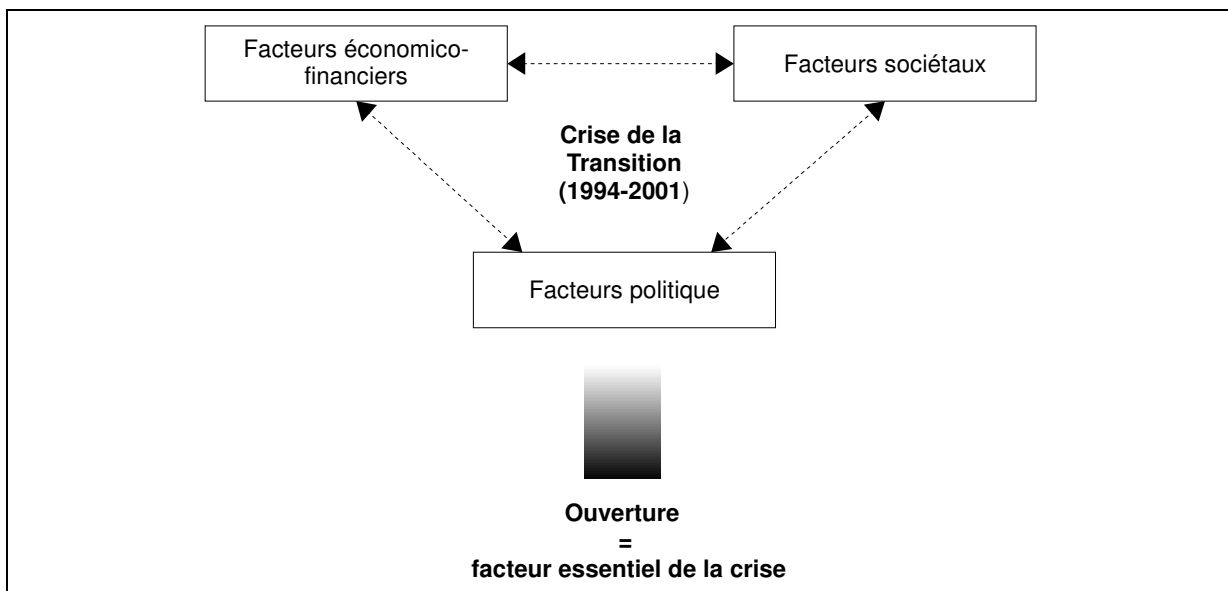 Facteurs économico-
financiers
Facteurs sociétaux
Crise de la
Transition
(1994-2001)
Facteurs politique
Ouverture
=
facteur essentiel de la crise